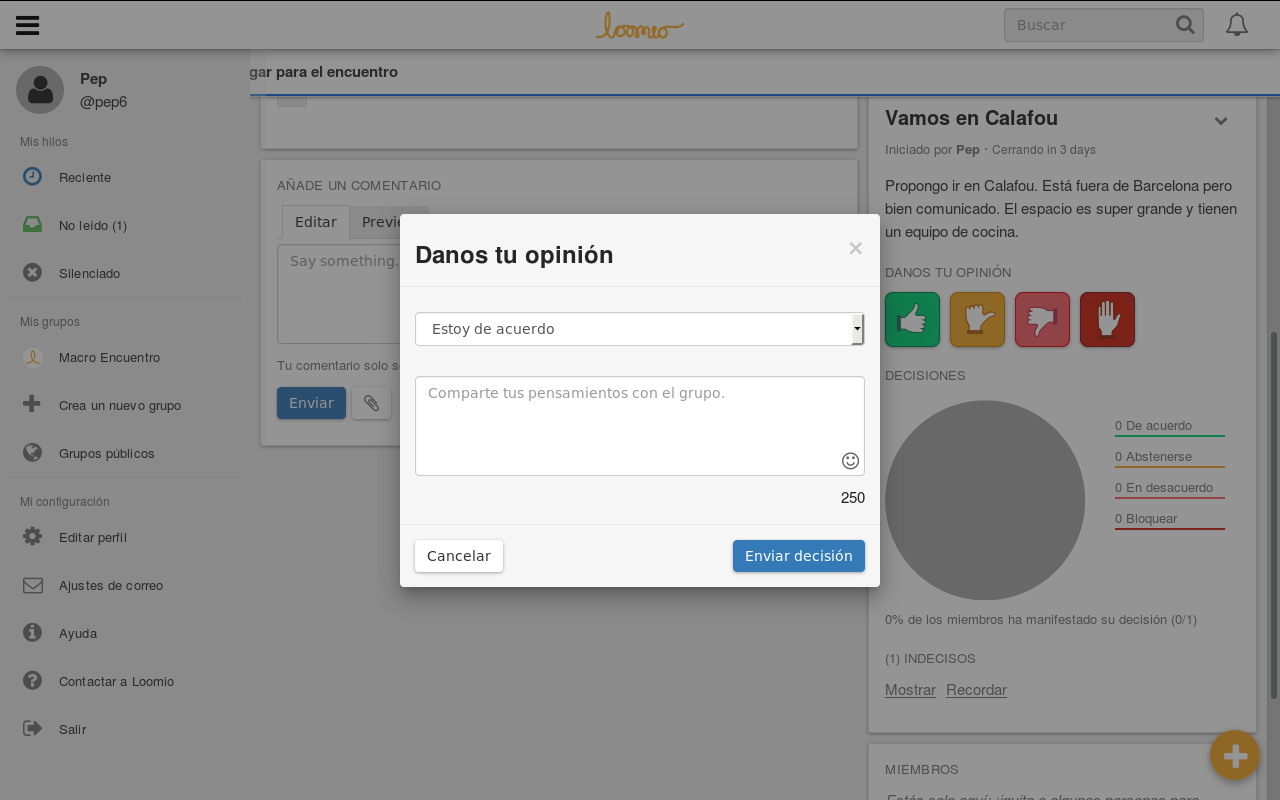 loomio
Buscar
Pep
@pep6
Mis hilos
Reciente
No leído (1)
Silenciado
Mis grupos
Macro Encuentro
Crea un nuevo grupo
Grupos públicos
Mi configuración
Editar perfil
Ajustes de correo
Ayuda
Contactar a Loomio
Salir
gar para el encuentro
AÑADE UN COMENTARIO
Editar
Say something.
Tu comentario solo
Enviar
Danos tu opinión
×
Estoy de acuerdo
Comparte tus pensamientos con el grupo.
250
Cancelar
Enviar decisión
Vamos en Calafou
Iniciado por Pep · Cerrando in 3 days
Propongo ir en Calafou. Está fuera de Barcelona pero
bien comunicado. El espacio es super grande y tienen
un equipo de cocina.
DANOS TU OPINIÓN
DECISIONES
0 De acuerdo
0 Abstenerse
0 En desacuerdo
0 Bloquear
0% de los miembros ha manifestado su decisión (0/1)
(1) INDECISOS
Mostrar Recordar
MIEMBROS